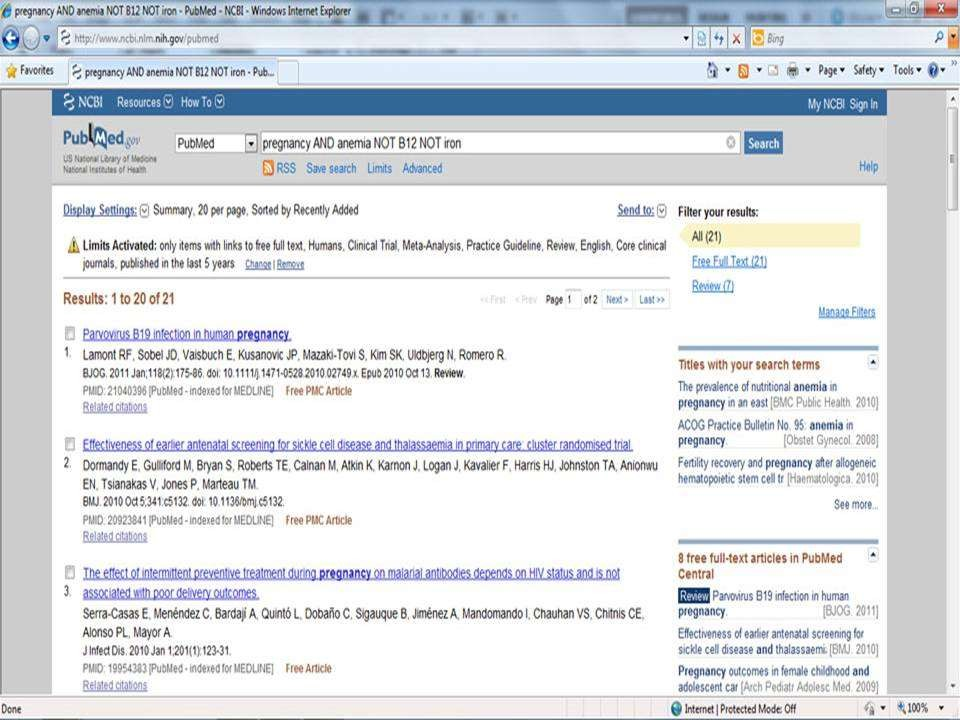 pregnancy AND anemia NOT B12 NOT iron - PubMed - NCBI - Windows Internet Explorer
http://www.ncbi.nlm.nih.gov/pubmed
Bing
Favorites
pregnancy AND anemia NOT B12 NOT iron - Pub...
Page
Safety
Tools
NCBI Resources How To
My NCBI Sign In
PubMed.gov
US National Library of Medicine
National Institutes of Health
PubMed
pregnancy AND anemia NOT B12 NOT iron
Search
RSS Save search Limits Advanced
Help
Display Settings: Summary, 20 per page, Sorted by Recently Added
Send to:
Limits Activated: only items with links to free full text, Humans, Clinical Trial, Meta-Analysis, Practice Guideline, Review, English, Core clinical
journals, published in the last 5 years Change | Remove
Results: 1 to 20 of 21
<< First < Prev Page 1 of 2 Next > Last >>
Parvovirus B19 infection in human pregnancy.
1. Lamont RF, Sobel JD, Vaisbuch E, Kusanovic JP, Mazaki-Tovi S, Kim SK, Uldbjerg N, Romero R.
BJOG. 2011 Jan;118(2):175-86. doi: 10.1111/j.1471-0528.2010.02749.x. Epub 2010 Oct 13. Review.
PMID: 21040396 [PubMed - indexed for MEDLINE] Free PMC Article
Related citations
Effectiveness of earlier antenatal screening for sickle cell disease and thalassaemia in primary care: cluster randomised trial.
2. Dormandy E, Gulliford M, Bryan S, Roberts TE, Calnan M, Atkin K, Karnon J, Logan J, Kavalier F, Harris HJ, Johnston TA, Anionwu
EN, Tsianakas V, Jones P, Marteau TM.
BMJ. 2010 Oct 5;341:c5132. doi: 10.1136/bmj.c5132.
PMID: 20923841 [PubMed - indexed for MEDLINE] Free PMC Article
Related citations
The effect of intermittent preventive treatment during pregnancy on malarial antibodies depends on HIV status and is not
3. associated with poor delivery outcomes.
Serra-Casas E, Menéndez C, Bardají A, Quintó L, Dobaño C, Sigauque B, Jiménez A, Mandomando I, Chauhan VS, Chitnis CE,
Alonso PL, Mayor A.
J Infect Dis. 2010 Jan 1;201(1):123-31.
PMID: 19954383 [PubMed - indexed for MEDLINE] Free Article
Related citations
Filter your results:
All (21)
Free Full Text (21)
Review (7)
Manage Filters
Titles with your search terms
The prevalence of nutritional anemia in
pregnancy in an east [BMC Public Health. 2010]
ACOG Practice Bulletin No. 95: anemia in
pregnancy. [Obstet Gynecol. 2008]
Fertility recovery and pregnancy after allogeneic
hematopoietic stem cell tr [Haematologica. 2010]
See more...
8 free full-text articles in PubMed
Central
Review Parvovirus B19 infection in human
pregnancy. [BJOG. 2011]
Effectiveness of earlier antenatal screening for
sickle cell disease and thalassaemi [BMJ. 2010]
Pregnancy outcomes in female childhood and
adolescent car [Arch Pediatr Adolesc Med. 2009]
Done
Internet | Protected Mode: Off
100%